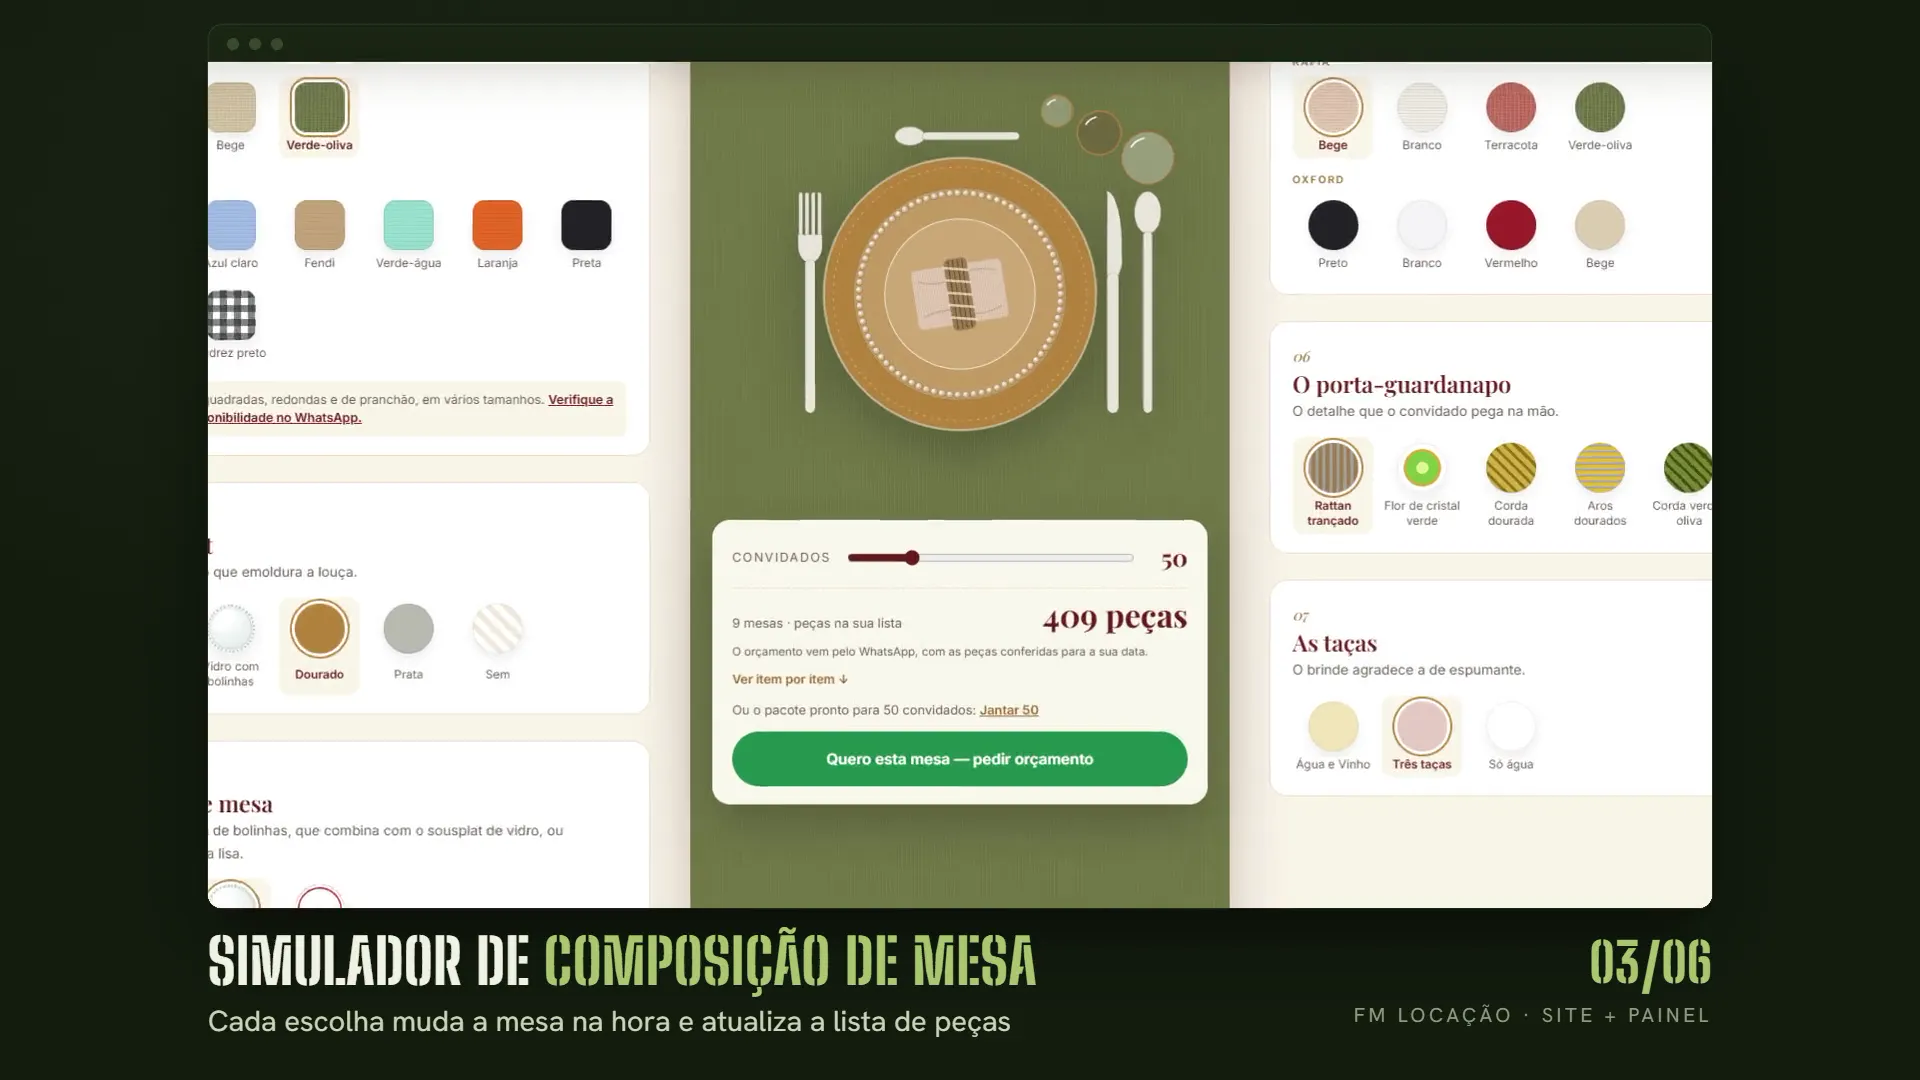 Bege
Verde-oliva
Azul claro
Fendi
Verde-água
Laranja
Preta
drez preto
quadradas, redondas e de pranchão, em vários tamanhos. Verifique a
onibilidade no WhatsApp.
t
que emoldura a louça.
Vidro com
bolinhas
Dourado
Prata
Sem
e mesa
de bolinhas, que combina com o sousplat de vidro, ou
a lisa.
CONVIDADOS
50
9 mesas · peças na sua lista
409 peças
O orçamento vem pelo WhatsApp, com as peças conferidas para a sua data.
Ver item por item ↓
Ou o pacote pronto para 50 convidados: Jantar 50
Quero esta mesa — pedir orçamento
RAFIA
Bege
Branco
Terracota
Verde-oliva
OXFORD
Preto
Branco
Vermelho
Bege
06
O porta-guardanapo
O detalhe que o convidado pega na mão.
Rattan
trançado
Flor de cristal
verde
Corda
dourada
Aros
dourados
Corda verd
oliva
07
As taças
O brinde agradece a de espumante.
Água e Vinho
Três taças
Só água
SIMULADOR DE COMPOSIÇÃO DE MESA
Cada escolha muda a mesa na hora e atualiza a lista de peças
03/06
FM LOCAÇÃO · SITE + PAINEL